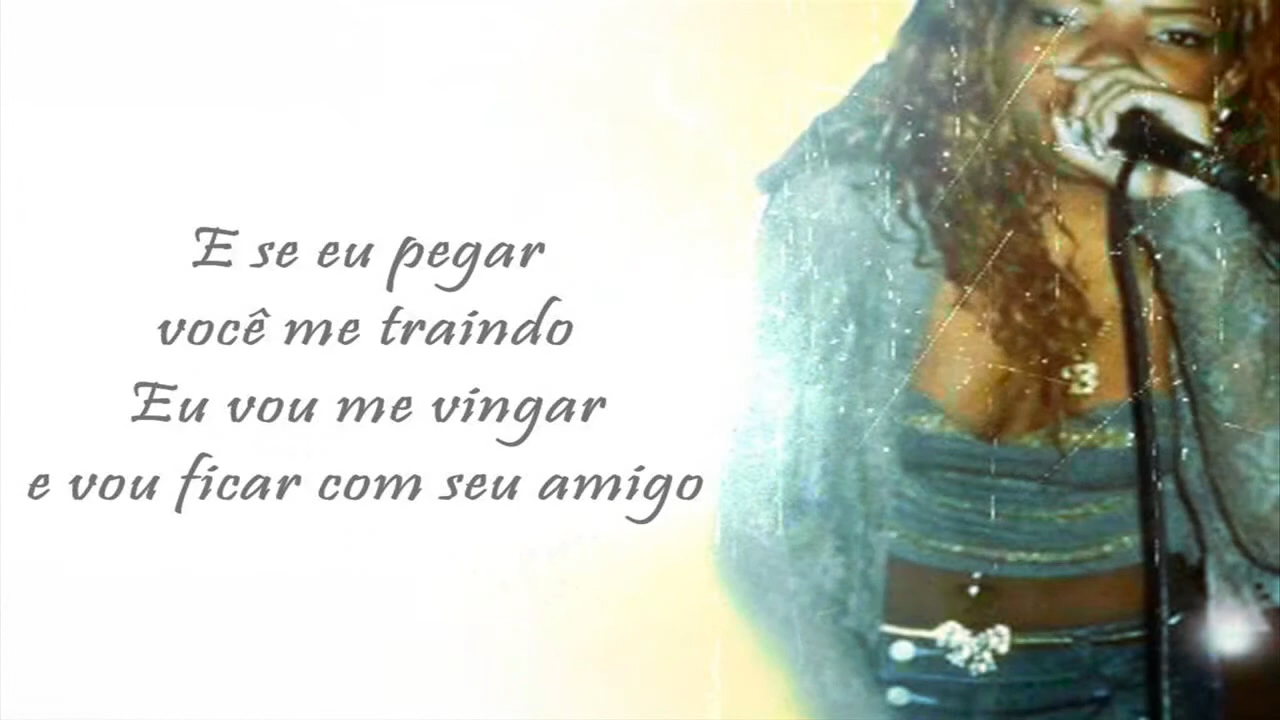 E se eu pegar
você me traindo
Eu vou me vingar
e vou ficar com seu amigo